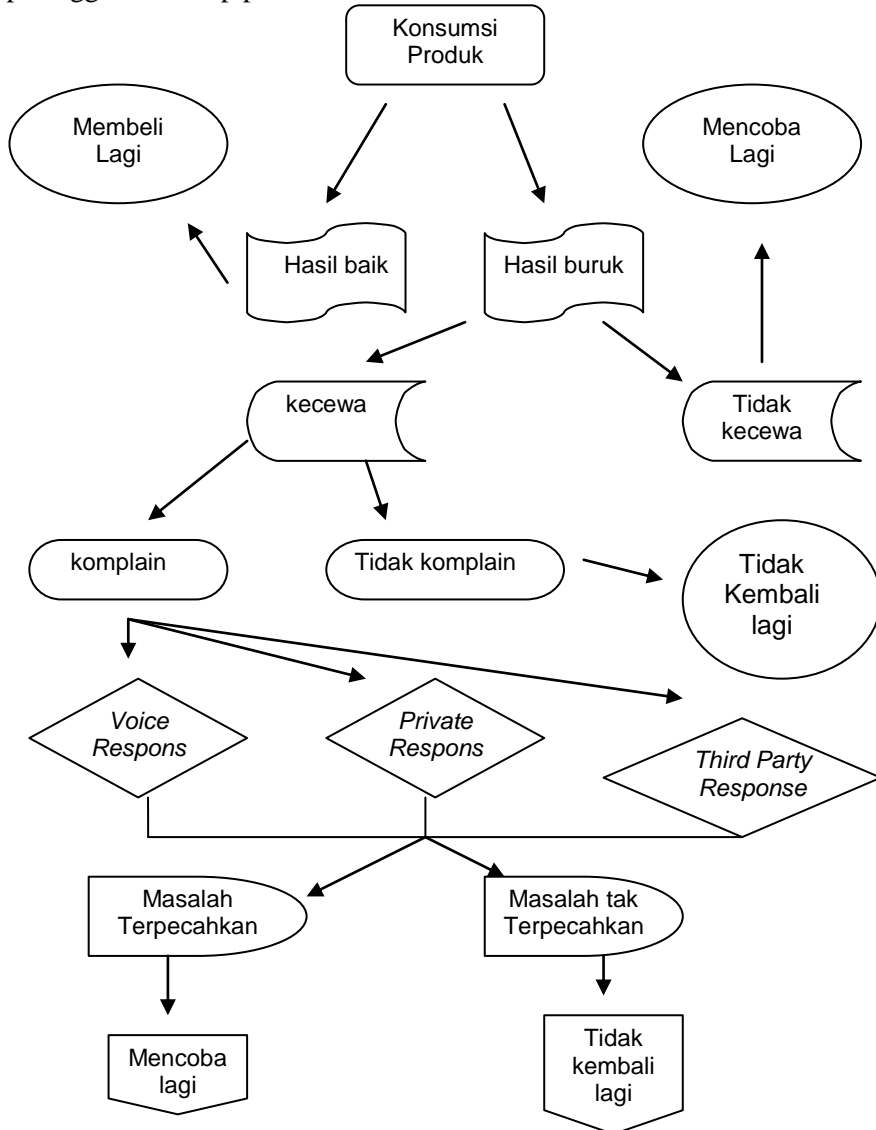 Konsumsi
Produk
Membeli
Lagi
Mencoba
Lagi
Hasil baik
Hasil buruk
kecewa
Tidak
kecewa
komplain
Tidak komplain
Tidak
Kembali
lagi
Voice
Respons
Private
Respons
Third Party
Response
Masalah
Terpecahkan
Masalah tak
Terpecahkan
Mencoba
lagi
Tidak
kembali
lagi